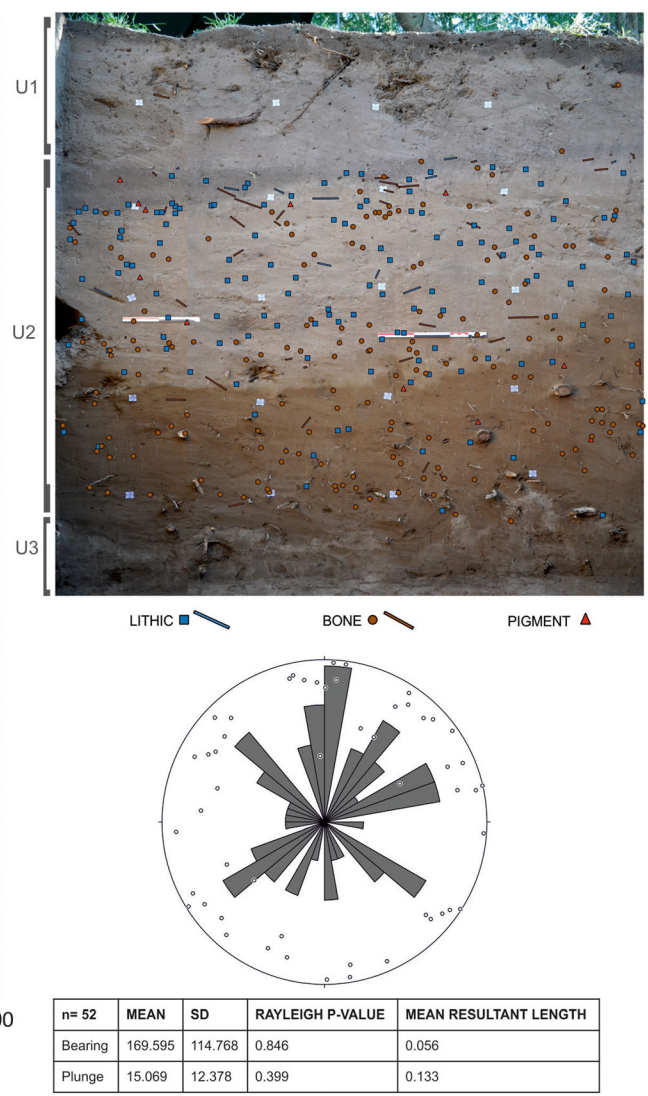 U1
U2
U3
LITHIC BONE PIGMENT
00
n= 52 MEAN SD RAYLEIGH P-VALUE MEAN RESULTANT LENGTH
Bearing 169.595 114.768 0.846 0.056
Plunge 15.069 12.378 0.399 0.133